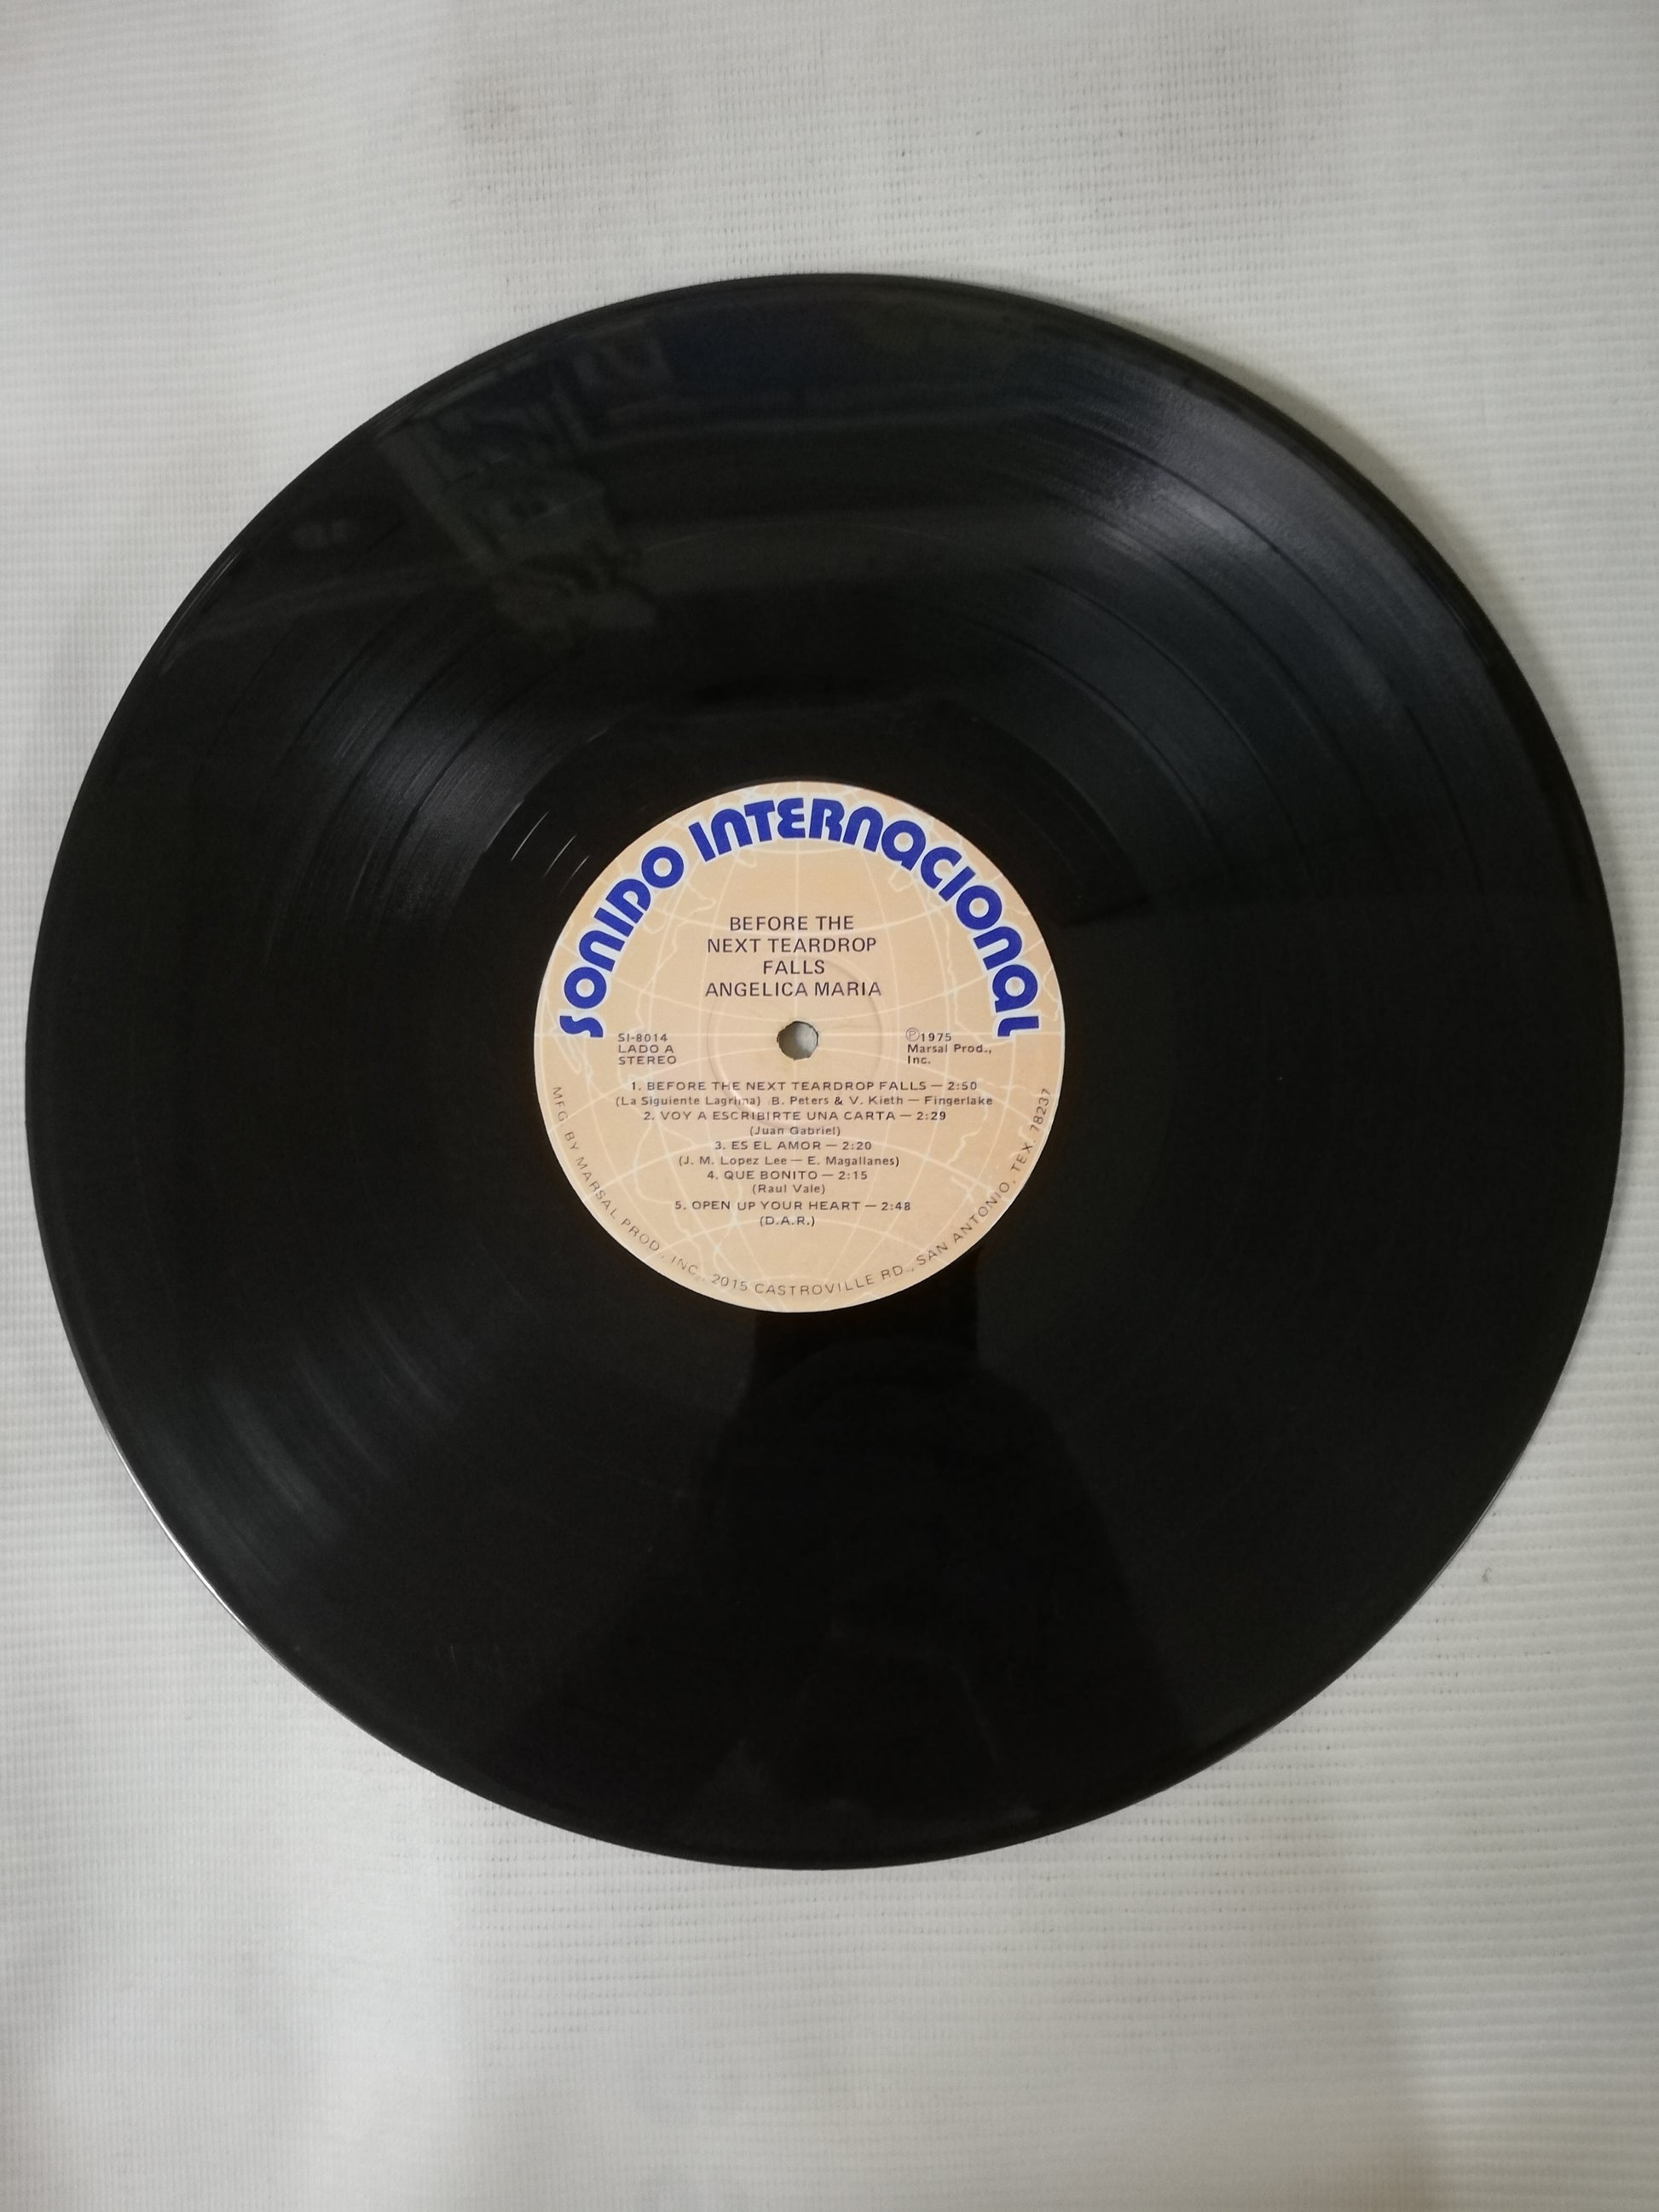 SONIDO INTERNACIONAL
BEFORE THE
NEXT TEARDROP
FALLS
ANGELICA MARIA
SI-8014
LADO A
STEREO
℗1975
Marsal Prod.,
Inc.
1. BEFORE THE NEXT TEARDROP FALLS — 2:50
(La Siguiente Lagrima) B. Peters & V. Kieth — Fingerlake
2. VOY A ESCRIBIRTE UNA CARTA — 2:29
(Juan Gabriel)
3. ES EL AMOR — 2:20
(J. M. Lopez Lee — E. Magallanes)
4. QUE BONITO — 2:15
(Raul Vale)
5. OPEN UP YOUR HEART — 2:48
(D.A.R.)
MFG. BY MARSAL PROD., INC., 2015 CASTROVILLE RD., SAN ANTONIO, TEX. 78237